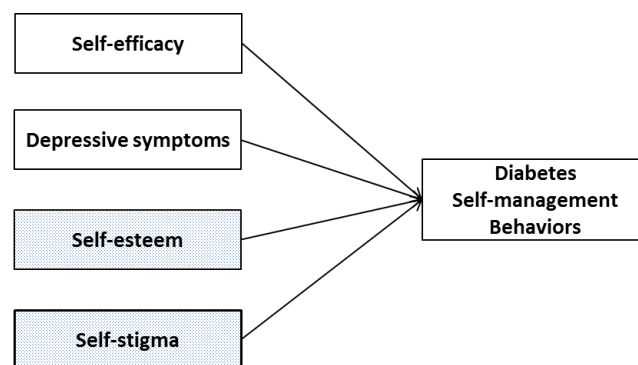 Self-efficacy
Depressive symptoms
Self-esteem
Self-stigma
Diabetes
Self-management
Behaviors